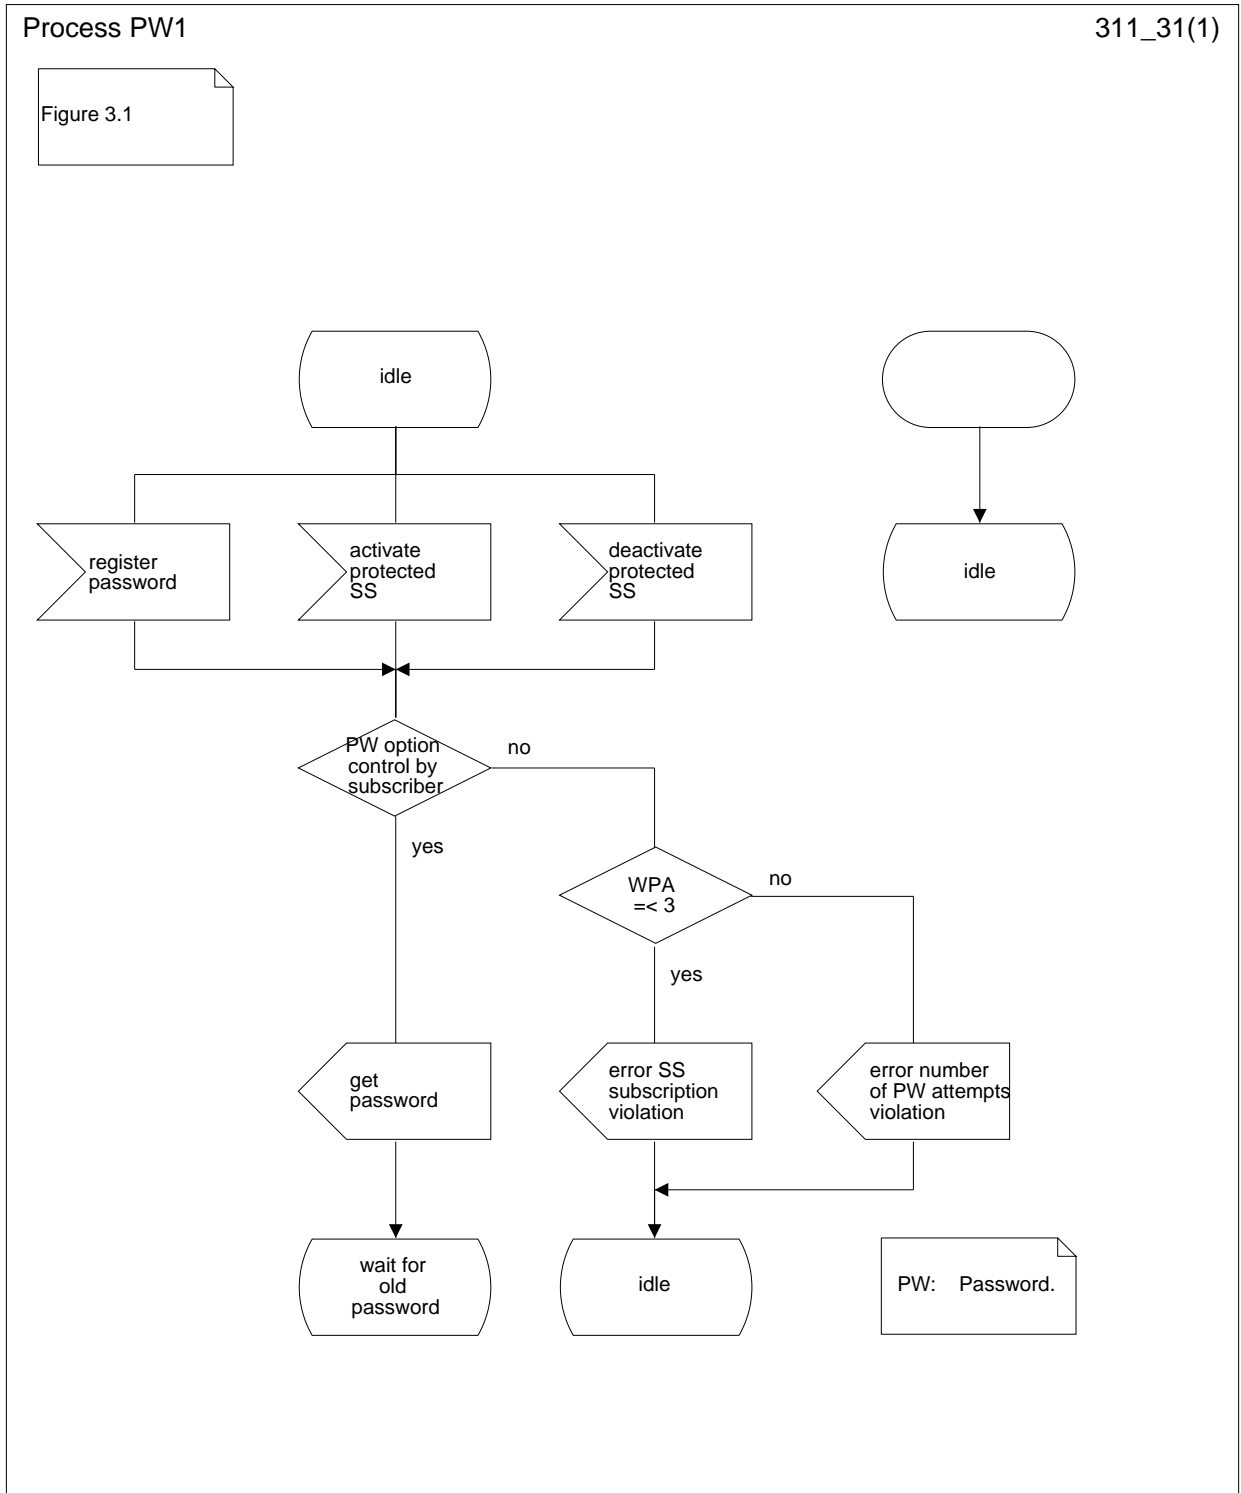 Process PW1
311_31(1)
Figure 3.1
idle
register
password
activate
protected
SS
deactivate
protected
SS
idle
PW option
control by
subscriber
no
yes
WPA
=< 3
no
yes
get
password
error SS
subscription
violation
error number
of PW attempts
violation
wait for
old
password
idle
PW: Password.